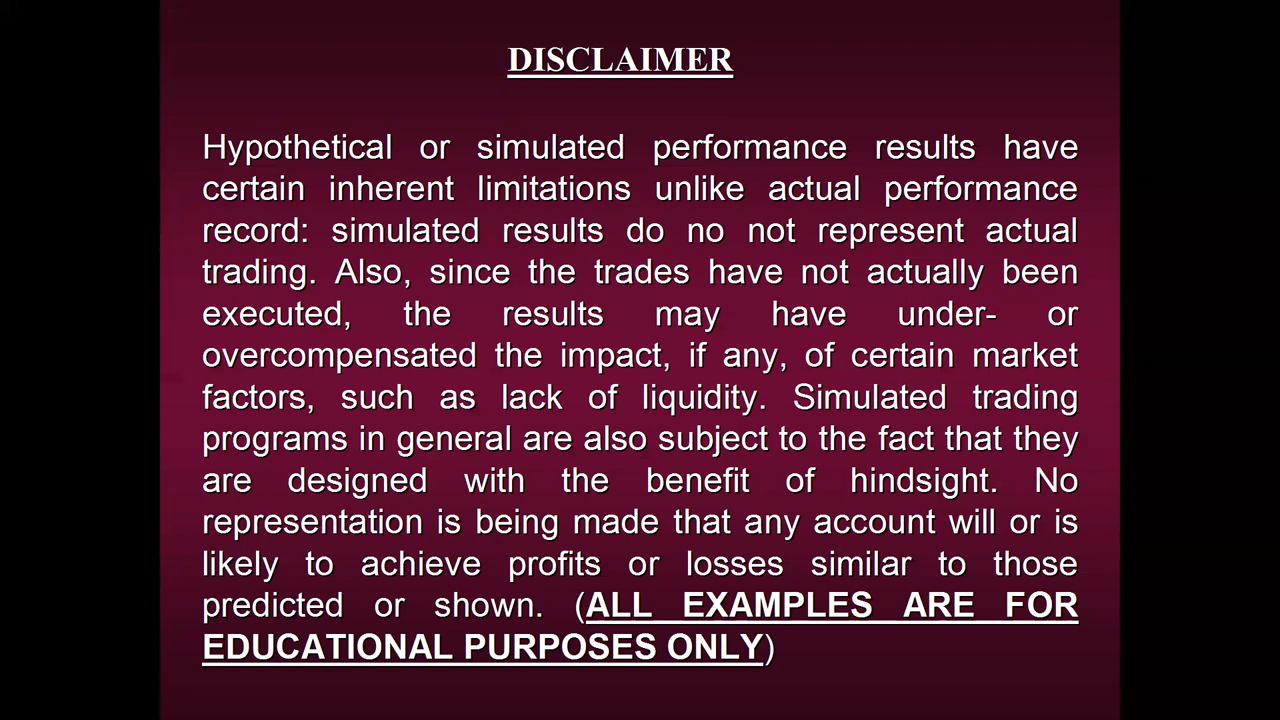 DISCLAIMER
Hypothetical or simulated performance results have
certain inherent limitations unlike actual performance
record: simulated results do no not represent actual
trading. Also, since the trades have not actually been
executed, the results may have under- or
overcompensated the impact, if any, of certain market
factors, such as lack of liquidity. Simulated trading
programs in general are also subject to the fact that they
are designed with the benefit of hindsight. No
representation is being made that any account will or is
likely to achieve profits or losses similar to those
predicted or shown. (ALL EXAMPLES ARE FOR
EDUCATIONAL PURPOSES ONLY)